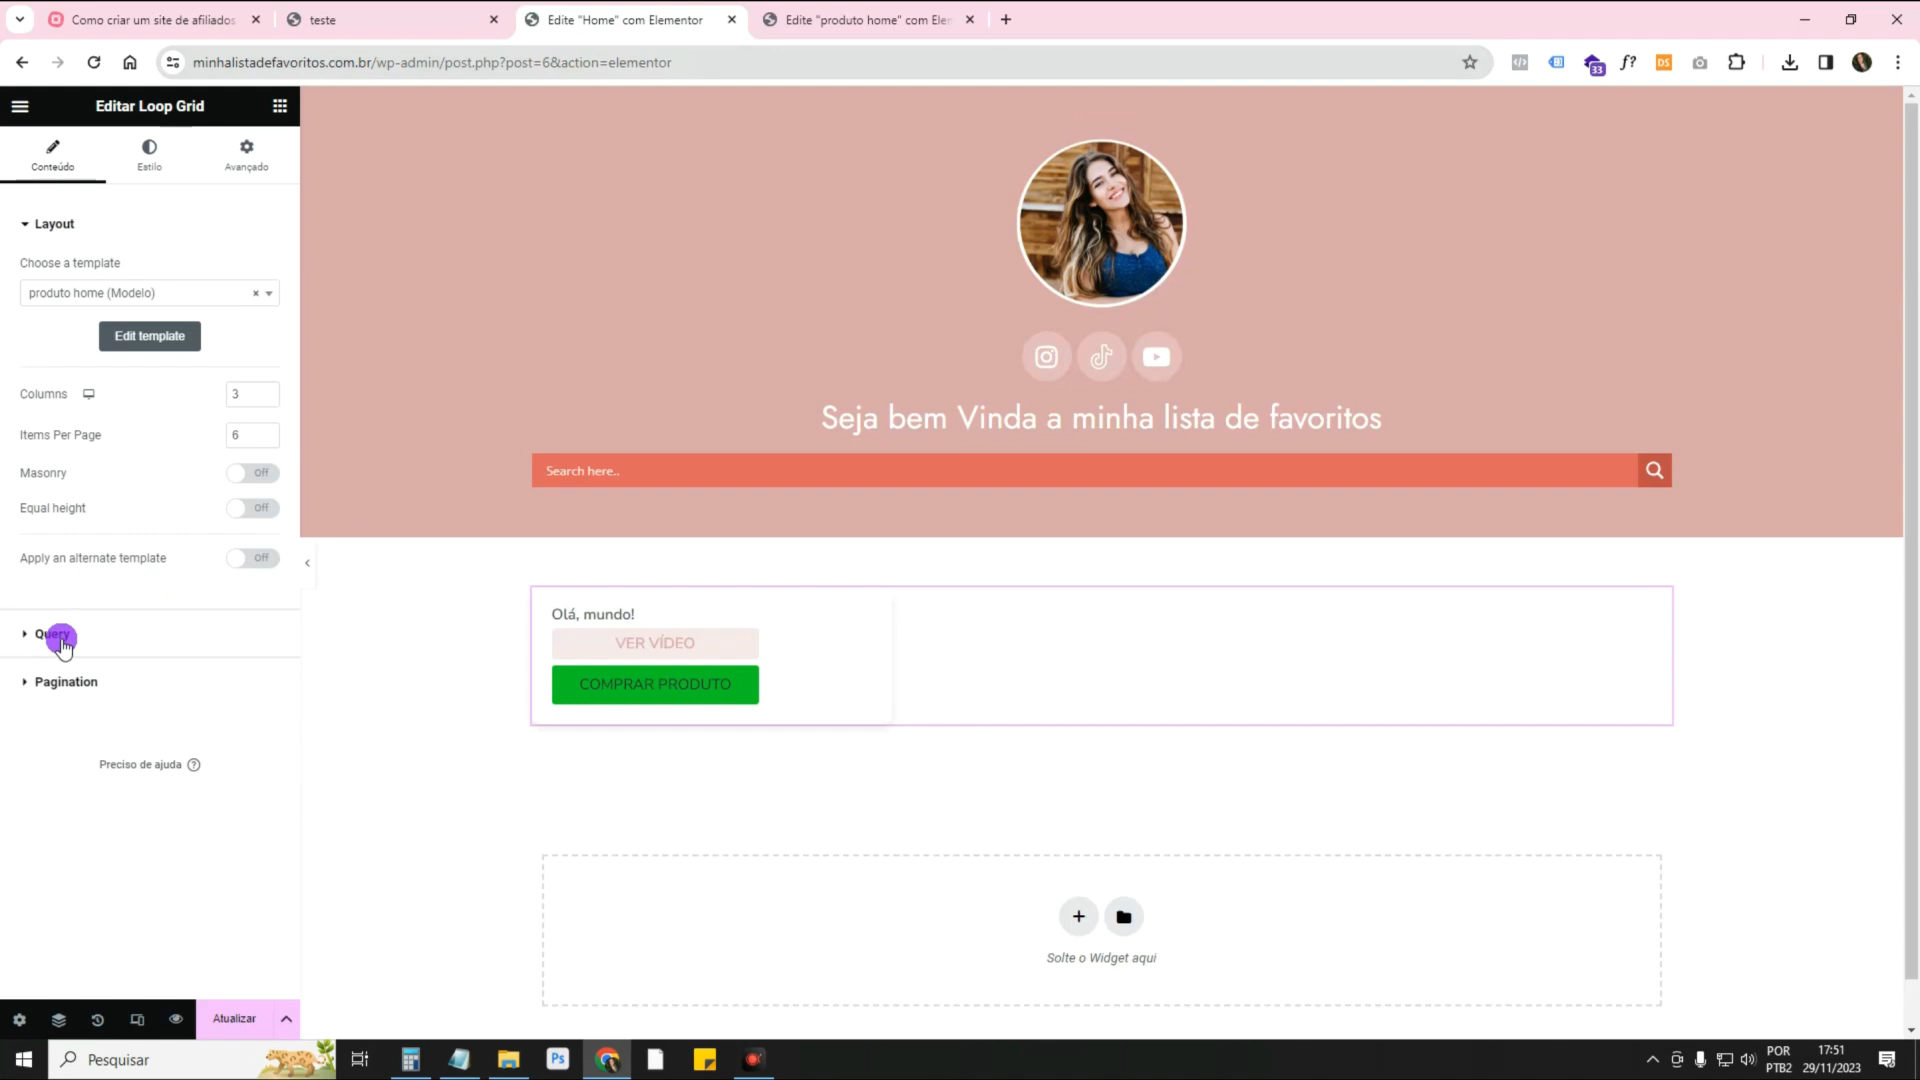 Como criar um site de afiliados
teste
Edite "Home" com Elementor
Edite "produto home" com Ele
minhalistadefavoritos.com.br/wp-admin/post.php?post=6&action=elementor
33
f?
DS
Editar Loop Grid
Conteúdo
Estilo
Avançado
Layout
Choose a template
produto home (Modelo)
Edit template
Columns
3
Items Per Page
6
Masonry
Off
Equal height
Off
Apply an alternate template
Off
Query
Pagination
Preciso de ajuda
Atualizar
Seja bem Vinda a minha lista de favoritos
Search here..
Olá, mundo!
VER VÍDEO
COMPRAR PRODUTO
Solte o Widget aqui
Pesquisar
Ps
POR
PTB2
17:51
29/11/2023